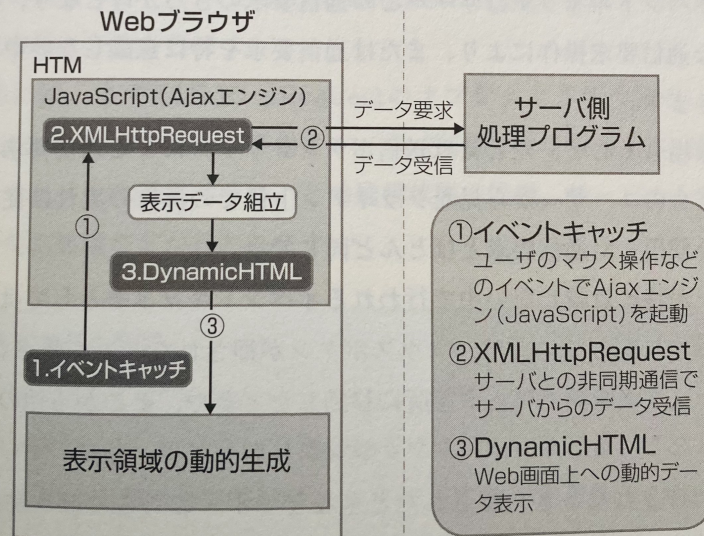 Webブラウザ
HTM
JavaScript(Ajaxエンジン)
2.XMLHttpRequest
②
データ要求
データ受信
サーバ側
処理プログラム
表示データ組立
①
3.DynamicHTML
③
1.イベントキャッチ
表示領域の動的生成
①イベントキャッチ
ユーザのマウス操作など
のイベントでAjaxエンジ
ン(JavaScript)を起動
②XMLHttpRequest
サーバとの非同期通信で
サーバからのデータ受信
③DynamicHTML
Web画面上への動的デー
タ表示